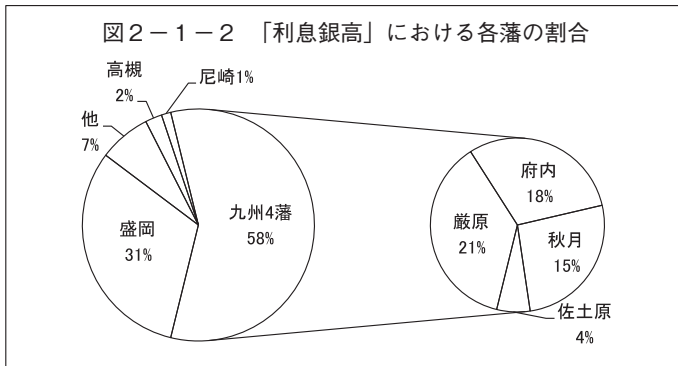 図２－１－２　「利息銀高」における各藩の割合
高槻
2%
尼崎1%
他
7%
盛岡
31%
九州4藩
58%
府内
18%
厳原
21%
秋月
15%
佐土原
4%